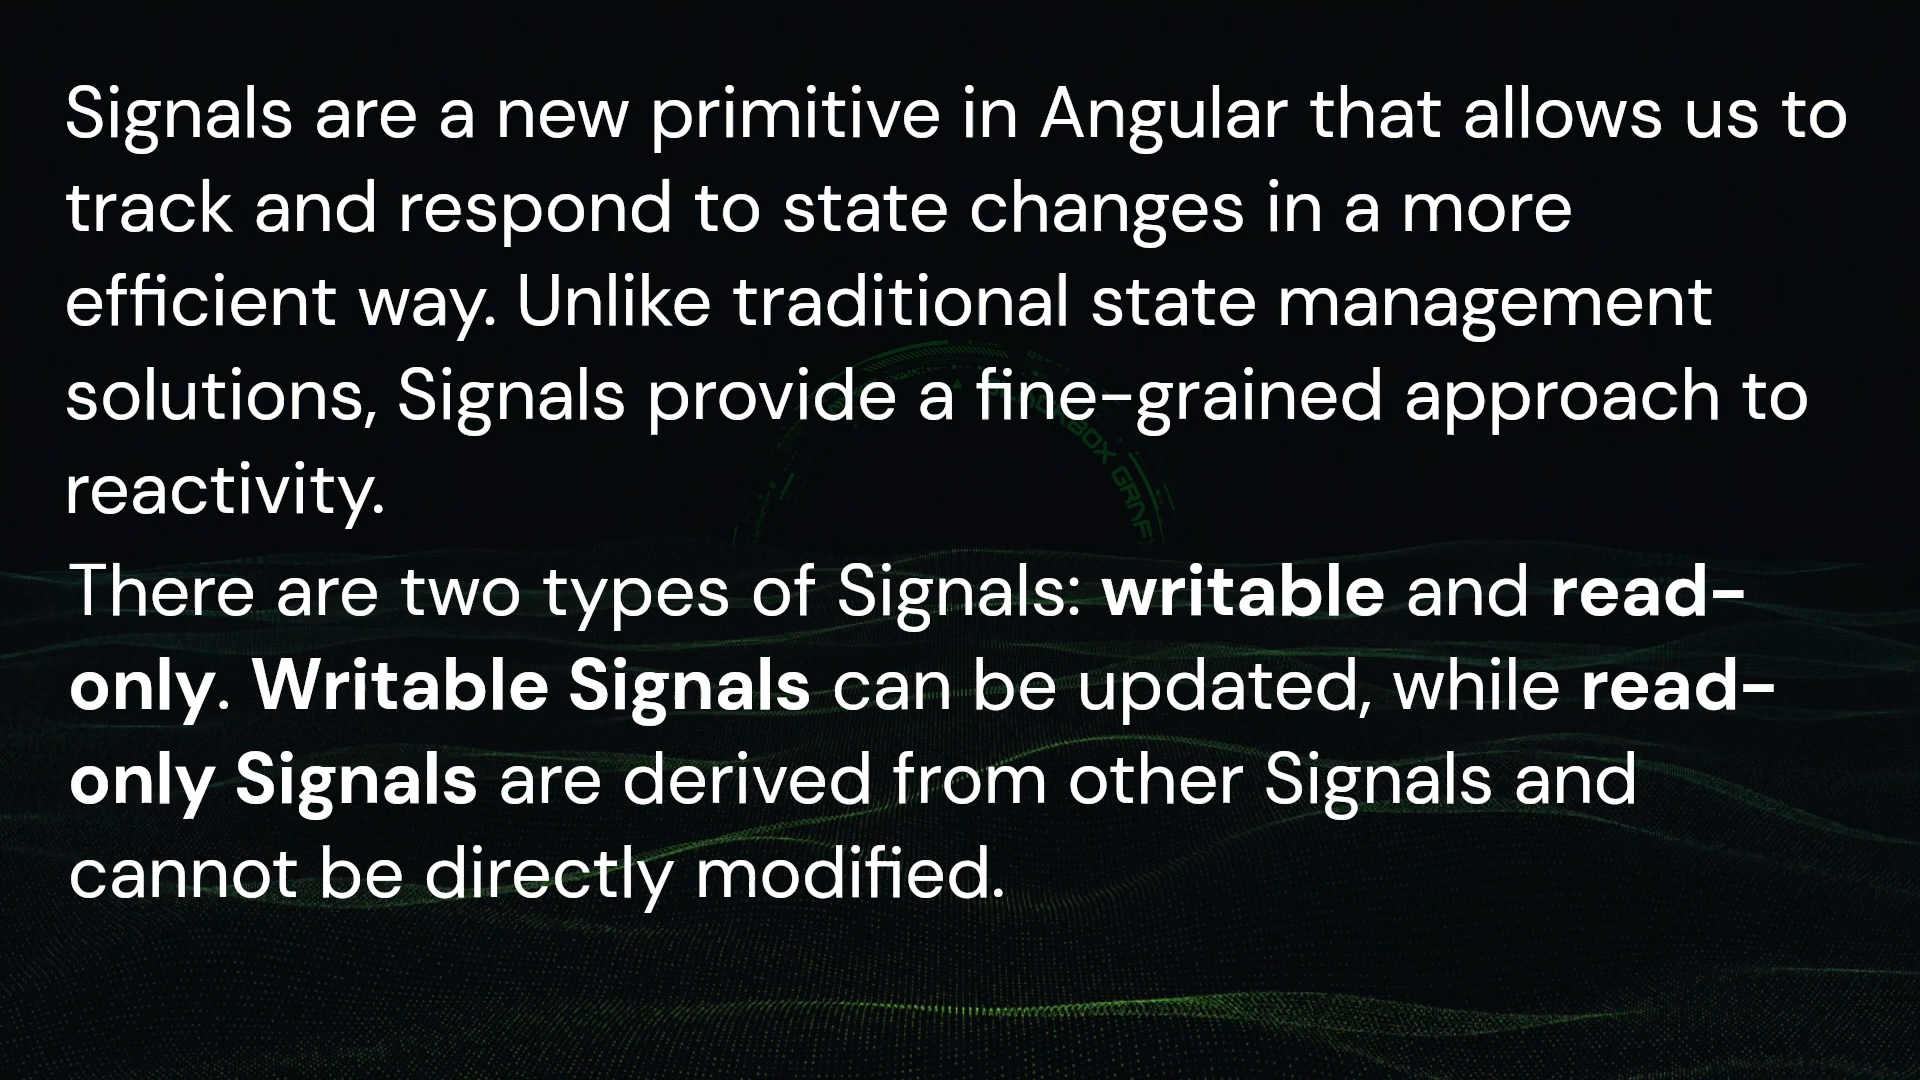 Signals are a new primitive in Angular that allows us to
track and respond to state changes in a more
efficient way. Unlike traditional state management
solutions, Signals provide a fine-grained approach to
reactivity.
There are two types of Signals: writable and read-
only. Writable Signals can be updated, while read-
only Signals are derived from other Signals and
cannot be directly modified.